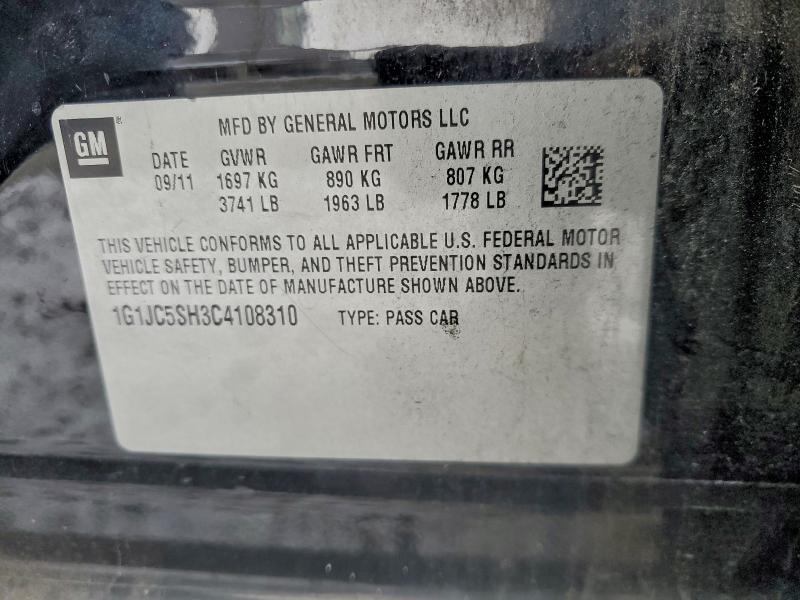 GM®
MFD BY GENERAL MOTORS LLC
DATE GVWR GAWR FRT GAWR RR
09/11 1697 KG 890 KG 807 KG
3741 LB 1963 LB 1778 LB
THIS VEHICLE CONFORMS TO ALL APPLICABLE U.S. FEDERAL MOTOR
VEHICLE SAFETY, BUMPER, AND THEFT PREVENTION STANDARDS IN
EFFECT ON THE DATE OF MANUFACTURE SHOWN ABOVE.
1G1JC5SH3C4108310 TYPE: PASS CAR